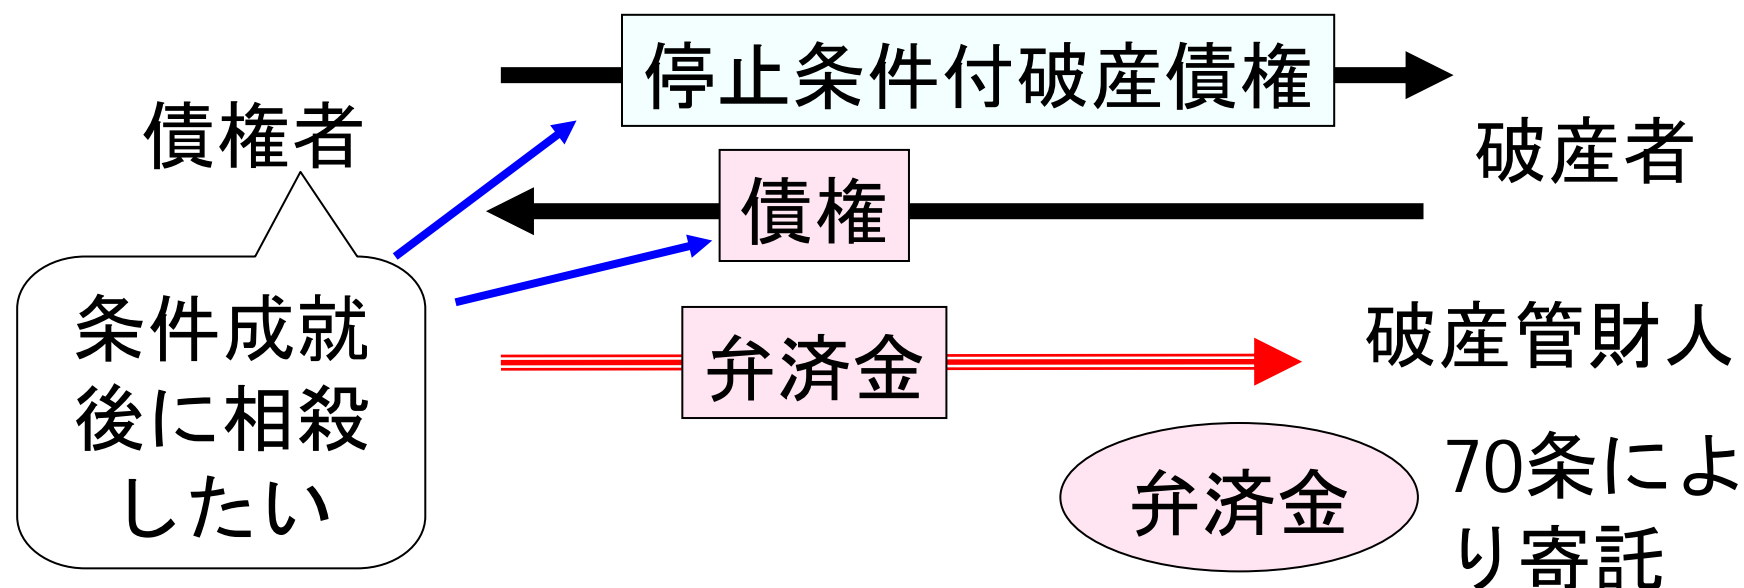 停止条件付破産債権
債権者
破産者
債権
条件成就
後に相殺
したい
破産管財人
弁済金
弁済金
70条によ
り寄託